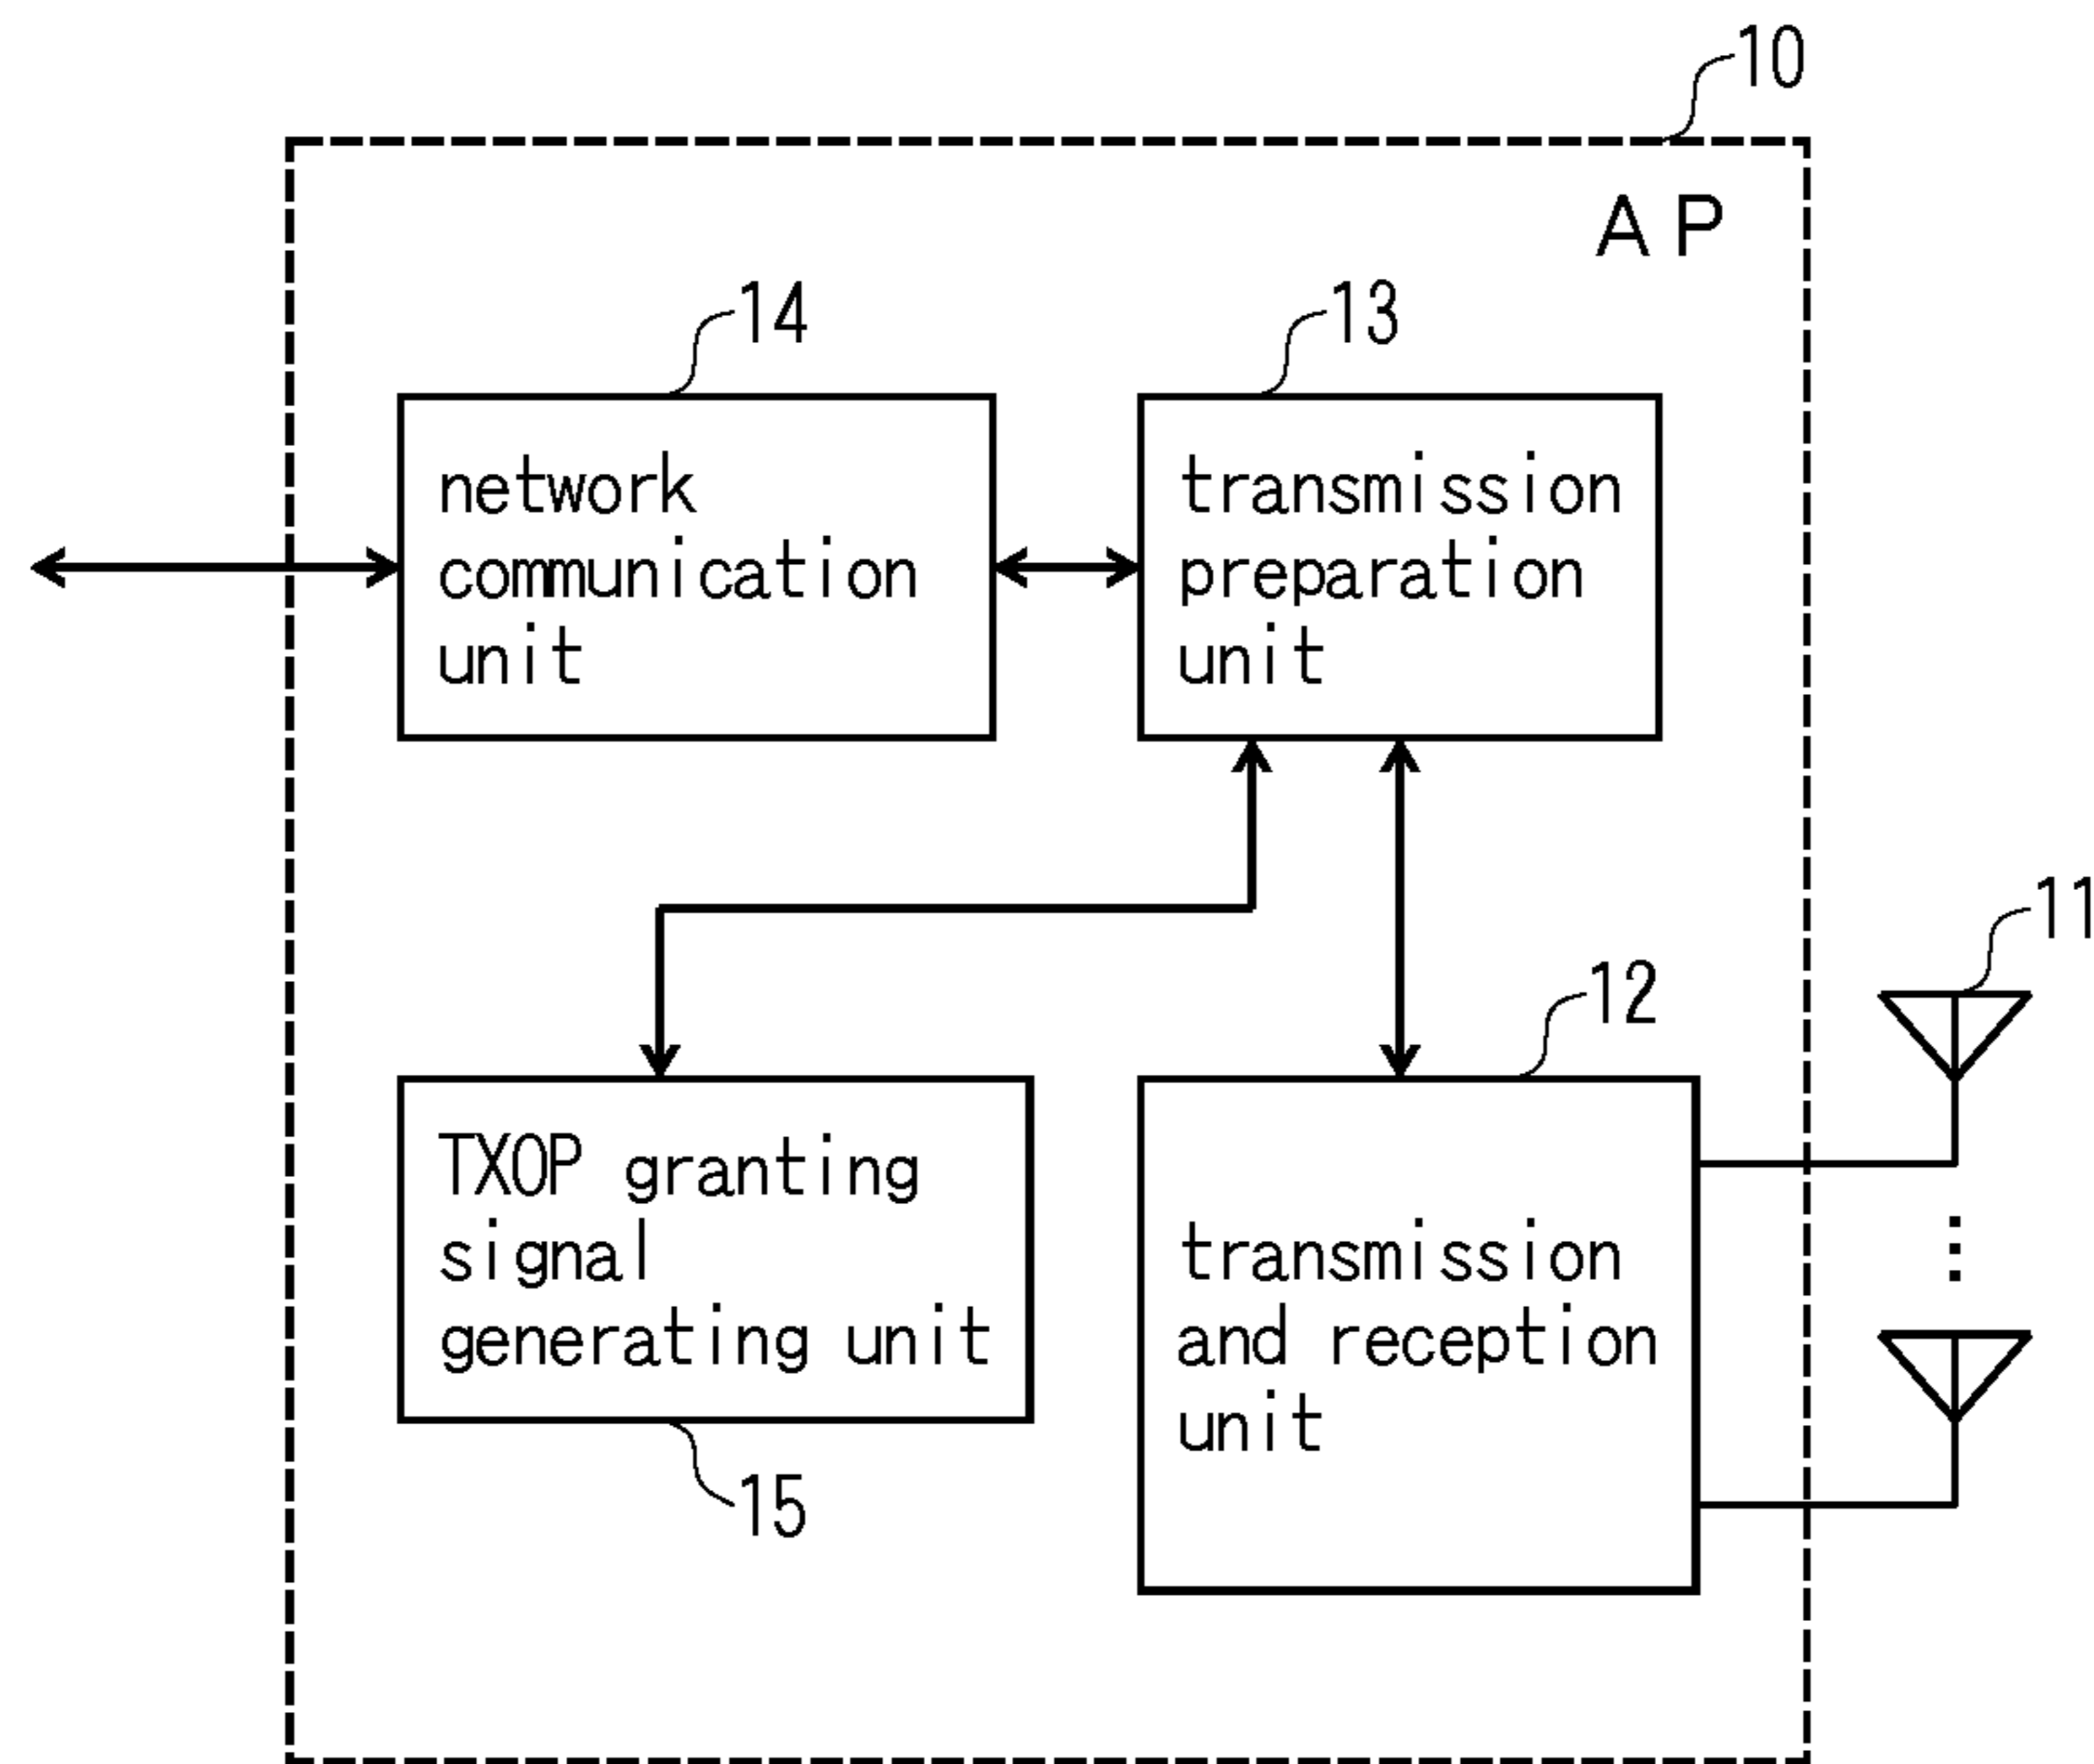 10
AP
14
13
network
communication
unit
transmission
preparation
unit
11
12
TXOP granting
signal
generating unit
transmission
and reception
unit
15